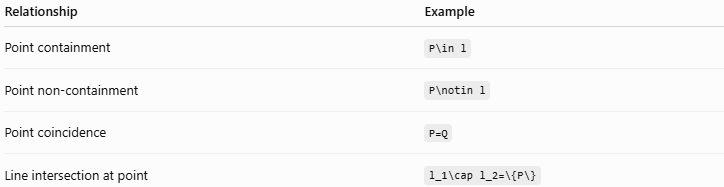 Relationship Example
Point containment P\in l
Point non-containment P\notin l
Point coincidence P=Q
Line intersection at point l_1\cap l_2=\{P\}